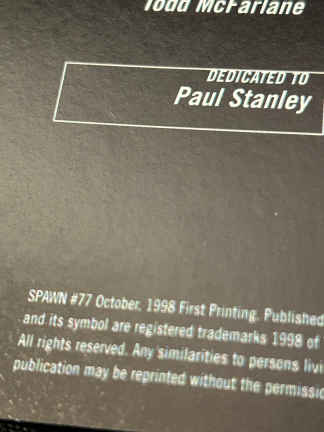 Todd McFarlane
DEDICATED TO
Paul Stanley
SPAWN #77 October, 1998 First Printing. Published
and its symbol are registered trademarks 1998 of
All rights reserved. Any similarities to persons livi
publication may be reprinted without the permissio